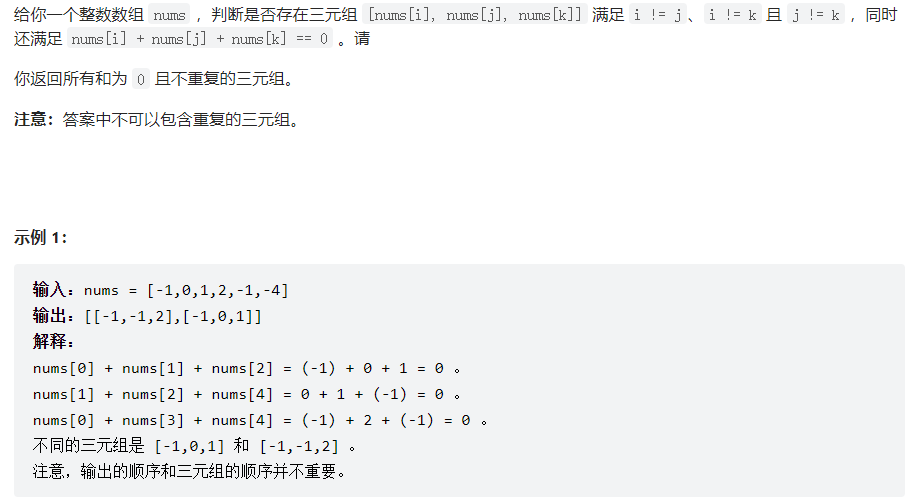 给你一个整数数组 nums ，判断是否存在三元组 [nums[i], nums[j], nums[k]] 满足 i != j、i != k 且 j != k ，同时
还满足 nums[i] + nums[j] + nums[k] == 0 。请
你返回所有和为 0 且不重复的三元组。
注意：答案中不可以包含重复的三元组。
示例 1：
输入：nums = [-1,0,1,2,-1,-4]
输出：[[-1,-1,2],[-1,0,1]]
解释：
nums[0] + nums[1] + nums[2] = (-1) + 0 + 1 = 0 。
nums[1] + nums[2] + nums[4] = 0 + 1 + (-1) = 0 。
nums[0] + nums[3] + nums[4] = (-1) + 2 + (-1) = 0 。
不同的三元组是 [-1,0,1] 和 [-1,-1,2] 。
注意，输出的顺序和三元组的顺序并不重要。